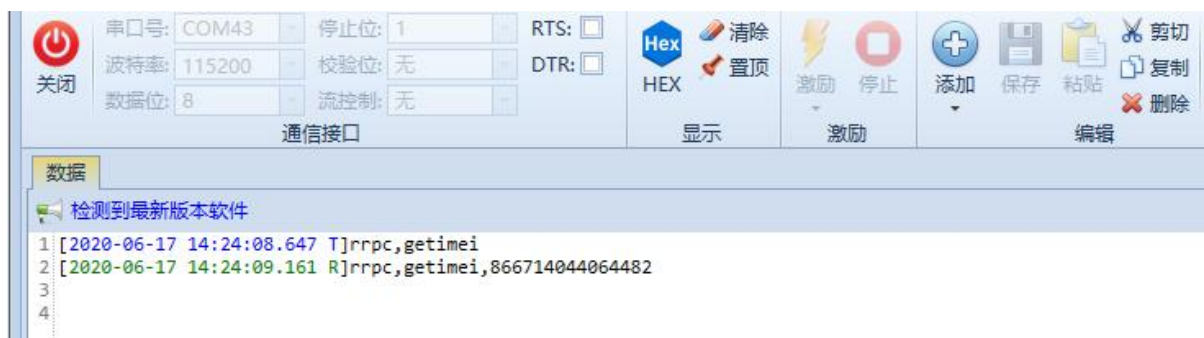 串口号: COM43 停止位: 1 RTS:
波特率: 115200 校验位: 无 DTR:
数据位: 8 流控制: 无
关闭
通信接口
Hex
HEX
清除
置顶
显示
激励 停止
激励
添加 保存 粘贴
剪切
复制
删除
编辑
数据
检测到最新版本软件
1 [2020-06-17 14:24:08.647 T]rrpc,getimei
2 [2020-06-17 14:24:09.161 R]rrpc,getimei,866714044064482
3
4